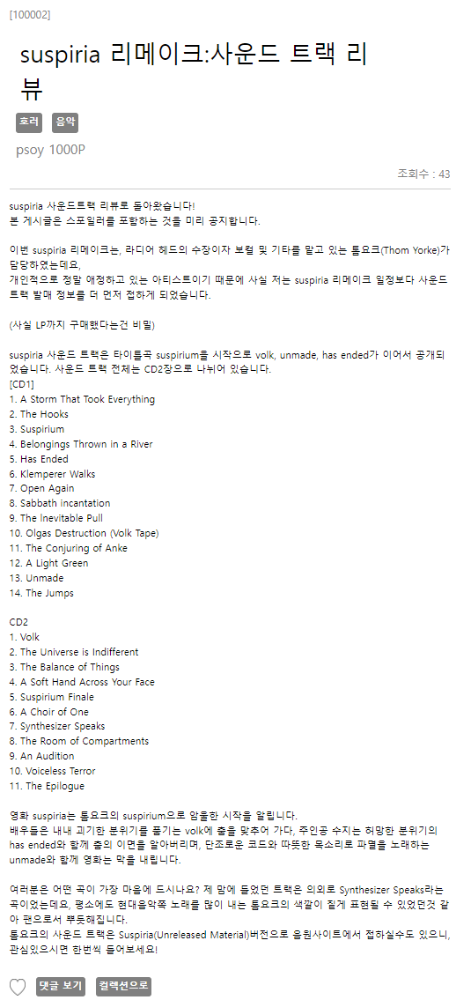 [100002]
suspiria 리메이크:사운드 트랙 리
뷰
호러 음악
psoy 1000P
조회수 : 43
suspiria 사운드트랙 리뷰로 돌아왔습니다!
본 게시글은 스포일러를 포함하는 것을 미리 공지합니다.
이번 suspiria 리메이크는, 라디어 헤드의 수장이자 보컬 및 기타를 맡고 있는 톰요크(Thom Yorke)가
담당하였는데요,
개인적으로 정말 애정하고 있는 아티스트이기 때문에 사실 저는 suspiria 리메이크 일정보다 사운드
트랙 발매 정보를 더 먼저 접하게 되었습니다.
(사실 LP까지 구매했다는건 비밀)
suspiria 사운드 트랙은 타이틀곡 suspirium을 시작으로 volk, unmade, has ended가 이어서 공개되
었습니다. 사운드 트랙 전체는 CD2장으로 나뉘어 있습니다.
[CD1]
1. A Storm That Took Everything
2. The Hooks
3. Suspirium
4. Belongings Thrown in a River
5. Has Ended
6. Klemperer Walks
7. Open Again
8. Sabbath incantation
9. The lnevitable Pull
10. Olgas Destruction (Volk Tape)
11. The Conjuring of Anke
12. A Light Green
13. Unmade
14. The Jumps
CD2
1. Volk
2. The Universe is Indifferent
3. The Balance of Things
4. A Soft Hand Across Your Face
5. Suspirium Finale
6. A Choir of One
7. Synthesizer Speaks
8. The Room of Compartments
9. An Audition
10. Voiceless Terror
11. The Epilogue
영화 suspiria는 톰요크의 suspirium으로 암울한 시작을 알립니다.
배우들은 내내 괴기한 분위기를 풍기는 volk에 춤을 맞추어 가다, 주인공 수지는 허망한 분위기의
has ended와 함께 춤의 이면을 알아버리며, 단조로운 코드와 따뜻한 목소리로 파멸을 노래하는
unmade와 함께 영화는 막을 내립니다.
여러분은 어떤 곡이 가장 마음에 드시나요? 제 맘에 들었던 트랙은 의외로 Synthesizer Speaks라는
곡이었는데요, 평소에도 현대음악쪽 노래를 많이 내는 톰요크의 색깔이 짙게 표현될 수 있었던것 같
아 팬으로서 뿌듯해집니다.
톰요크의 사운드 트랙은 Suspiria(Unreleased Material)버전으로 음원사이트에서 접하실수도 있으니,
관심있으시면 한번씩 들어보세요!
댓글 보기 컬렉션으로